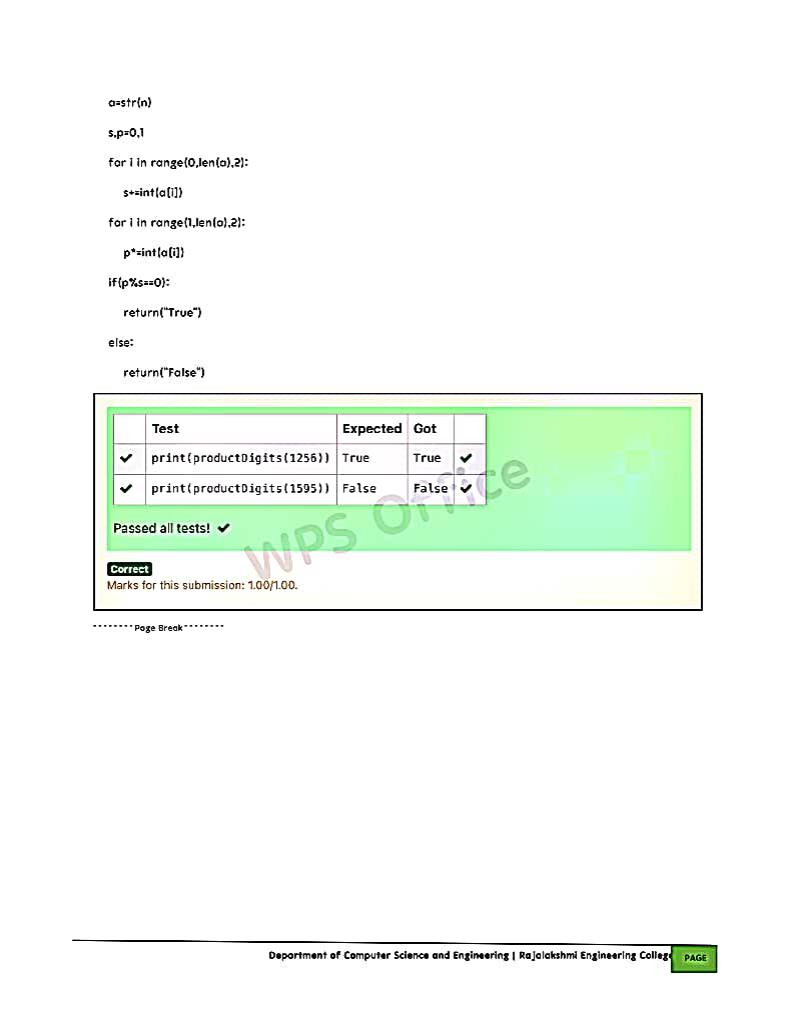 a=str(n)
s,p=0,1
for i in range(0,len(a),2):
s+=int(a[i])
for i in range(1,len(a),2):
p*=int(a[i])
if(p%s==0):
return("True")
else:
return("False")
Test Expected Got
✔ print(productDigits(1256)) True True ✔
✔ print(productDigits(1595)) False False ✔
Passed all tests! ✔
WPS Office
Correct
Marks for this submission: 1.00/1.00.
--------Page Break--------
Department of Computer Science and Engineering | Rajalakshmi Engineering College PAGE